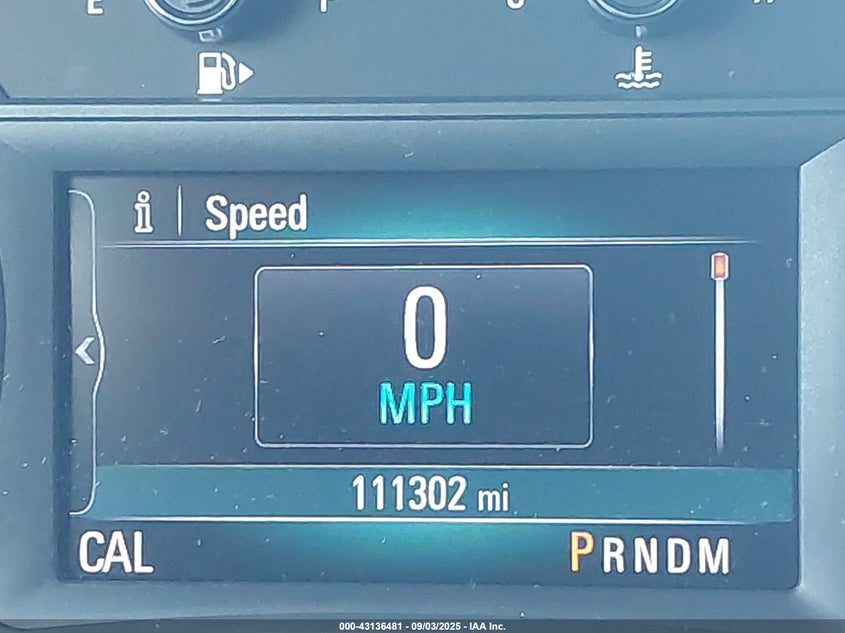 E
Speed
0
MPH
111302 mi
CAL
PRNDM
000-43136481 - 09/03/2025 - IAA Inc.